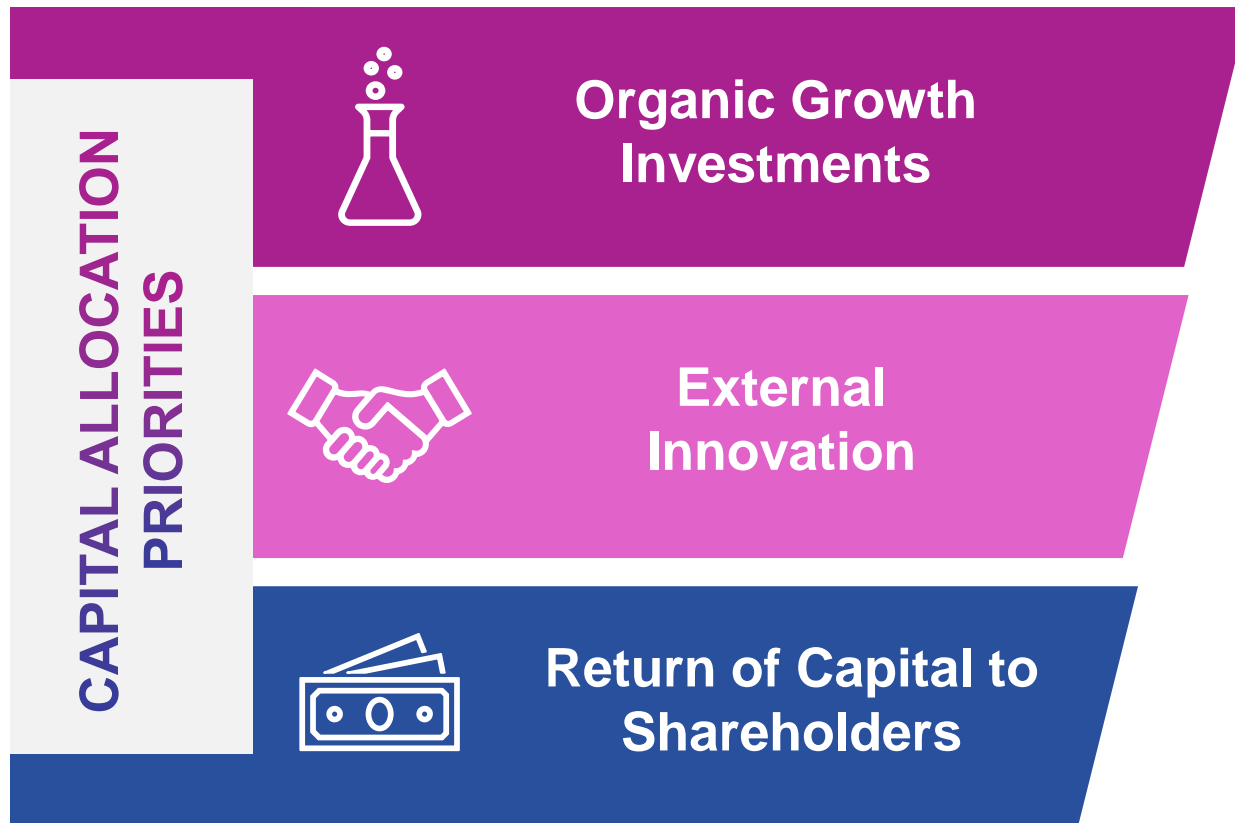 CAPITAL ALLOCATION
PRIORITIES
Organic Growth
Investments
External
Innovation
Return of Capital to
Shareholders